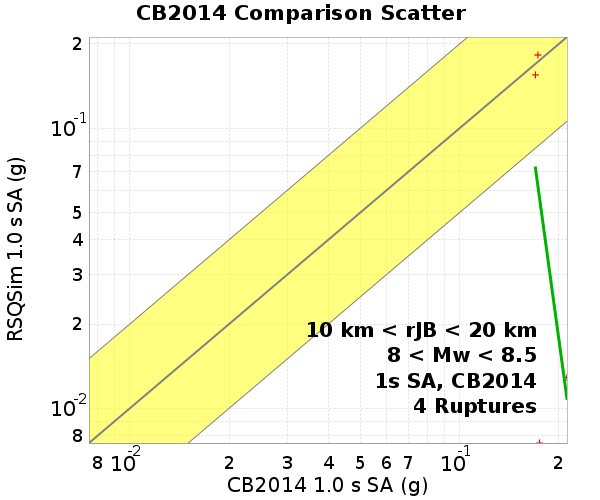 CB2014 Comparison Scatter
RSQSim 1.0 s SA (g)
2
10^-1
7
5
4
3
2
10^-2
8
10 km < rJB < 20 km
8 < Mw < 8.5
1s SA, CB2014
4 Ruptures
8 10^-2 2 3 4 5 6 7 10^-1 2
CB2014 1.0 s SA (g)